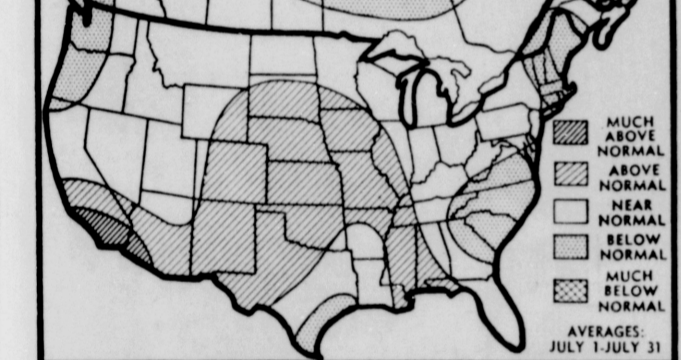 MUCH
ABOVE
NORMAL
ABOVE
NORMAL
NEAR
NORMAL
BELOW
NORMAL
MUCH
BELOW
NORMAL
AVERAGES:
JULY 1-JULY 31